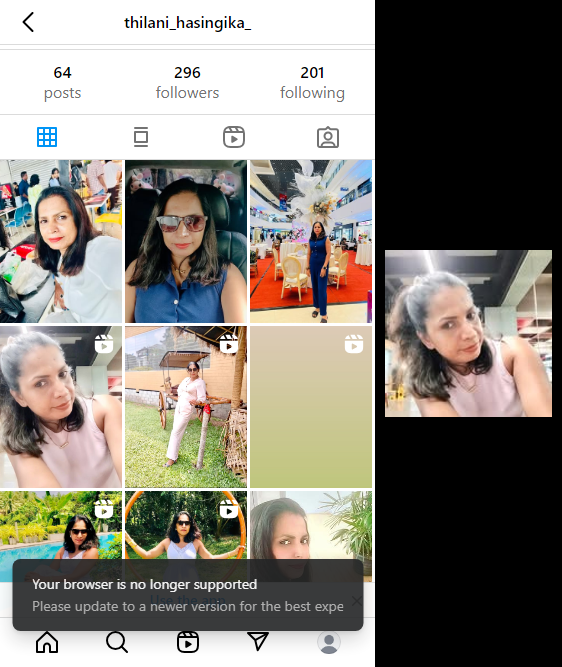 thilani_hasingika_
64
posts
296
followers
201
following
Your browser is no longer supported
Please update to a newer version for the best expe